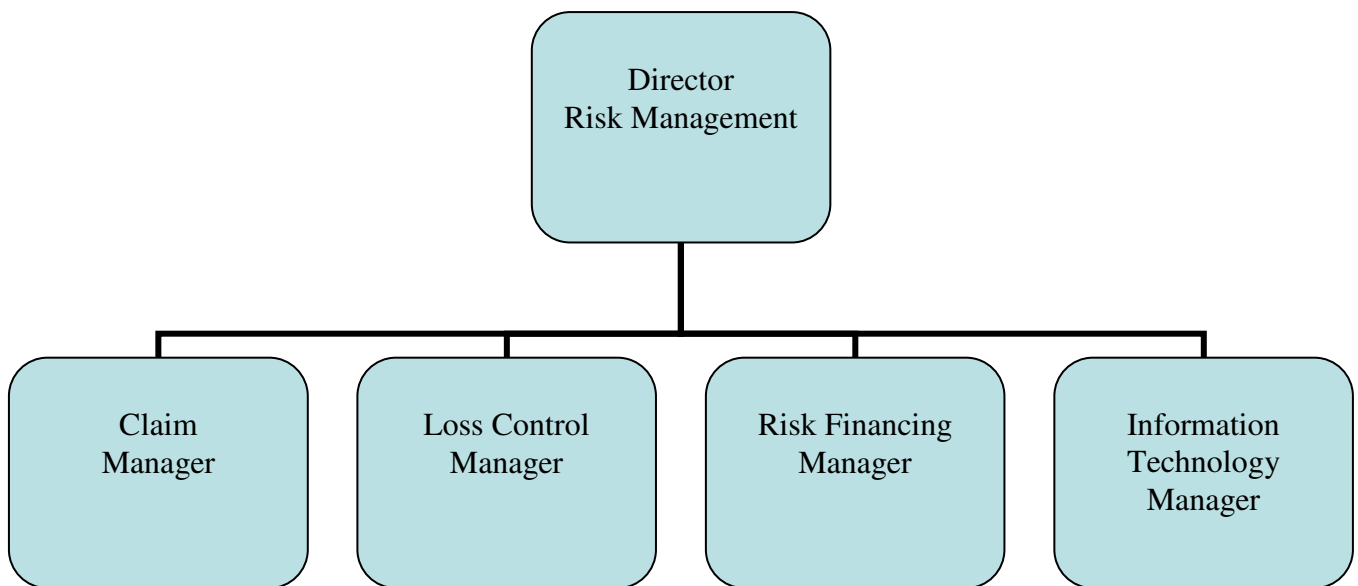 Director
Risk Management
Claim
Manager
Loss Control
Manager
Risk Financing
Manager
Information
Technology
Manager